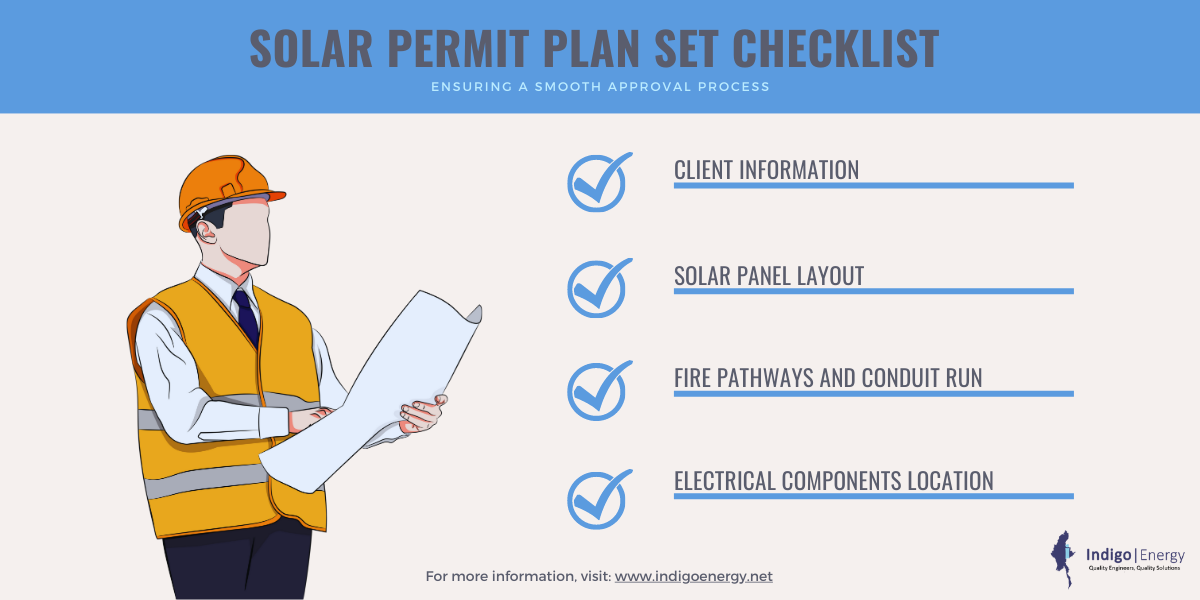 SOLAR PERMIT PLAN SET CHECKLIST
ENSURING A SMOOTH APPROVAL PROCESS
CLIENT INFORMATION
SOLAR PANEL LAYOUT
FIRE PATHWAYS AND CONDUIT RUN
ELECTRICAL COMPONENTS LOCATION
For more information, visit: www.indigoenergy.net
Indigo|Energy
Quality Engineers, Quality Solutions